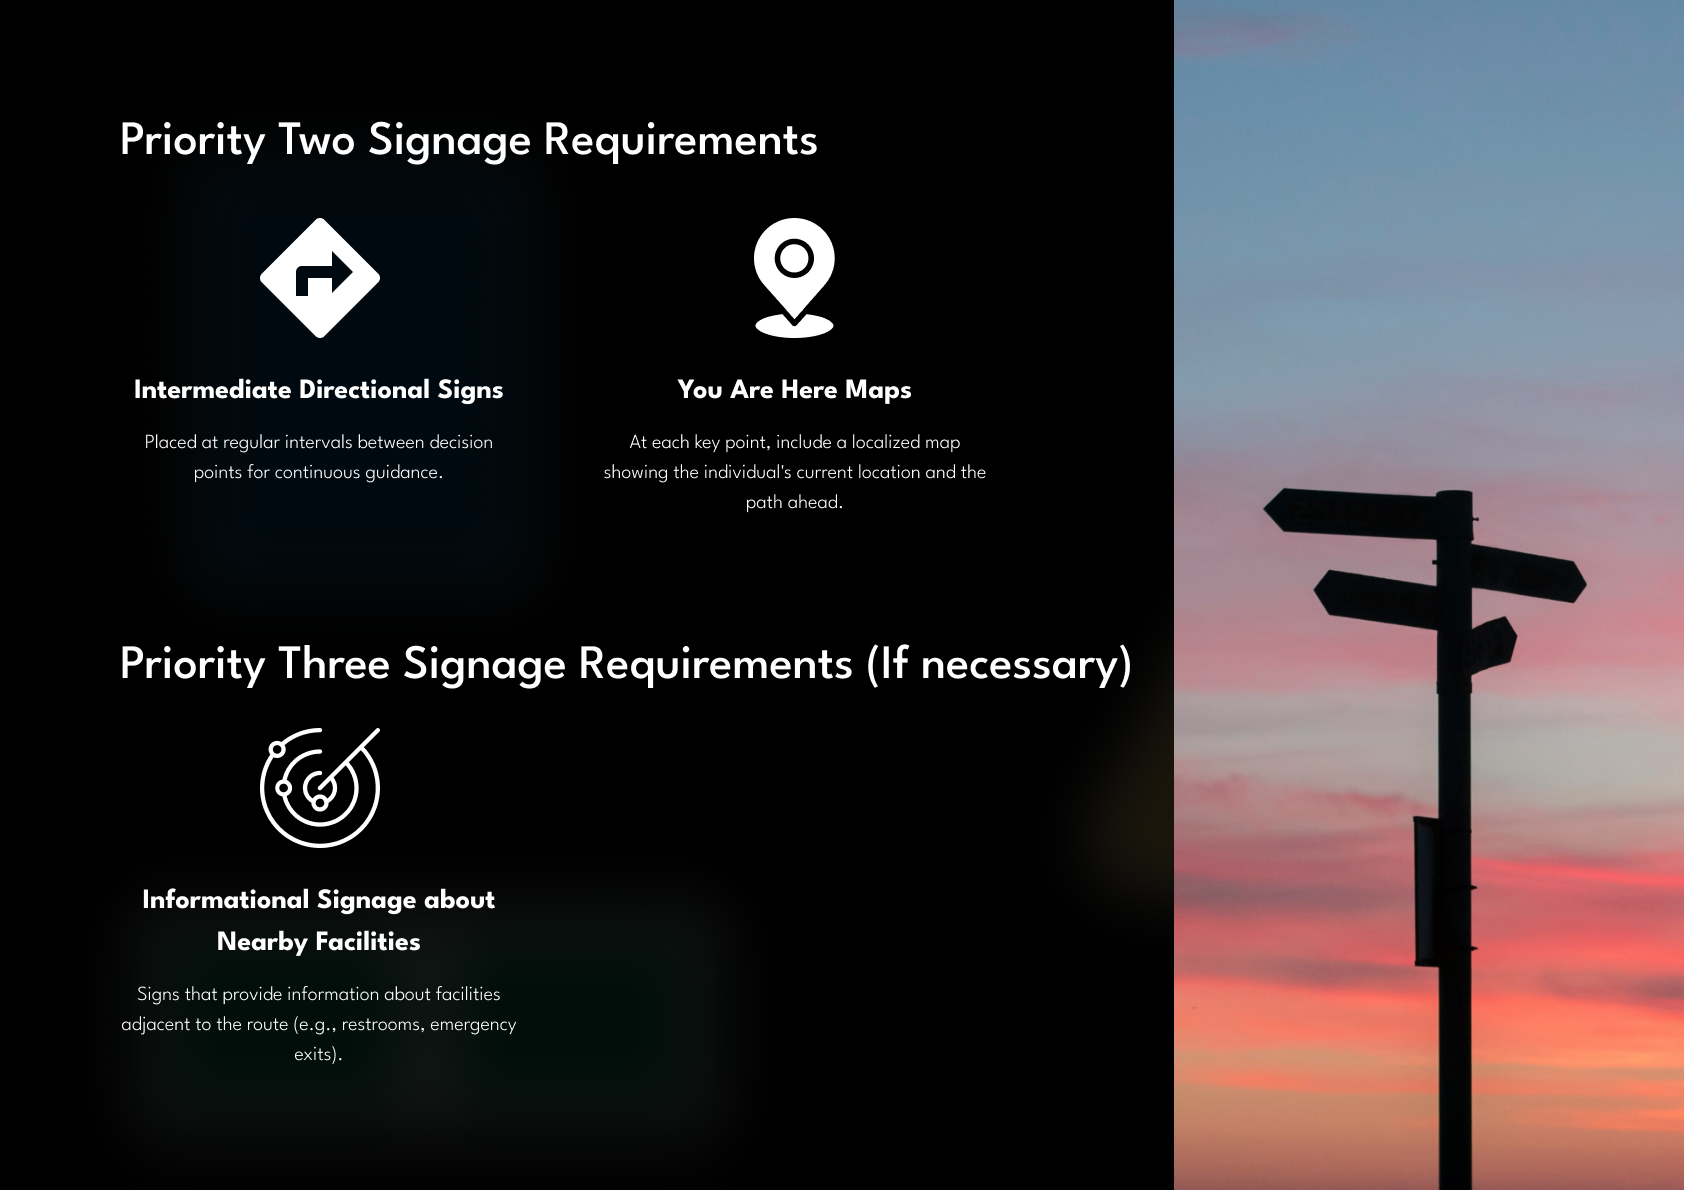 Priority Two Signage Requirements
Intermediate Directional Signs
Placed at regular intervals between decision
points for continuous guidance.
You Are Here Maps
At each key point, include a localized map
showing the individual's current location and the
path ahead.
Priority Three Signage Requirements (If necessary)
Informational Signage about
Nearby Facilities
Signs that provide information about facilities
adjacent to the route (e.g., restrooms, emergency
exits).